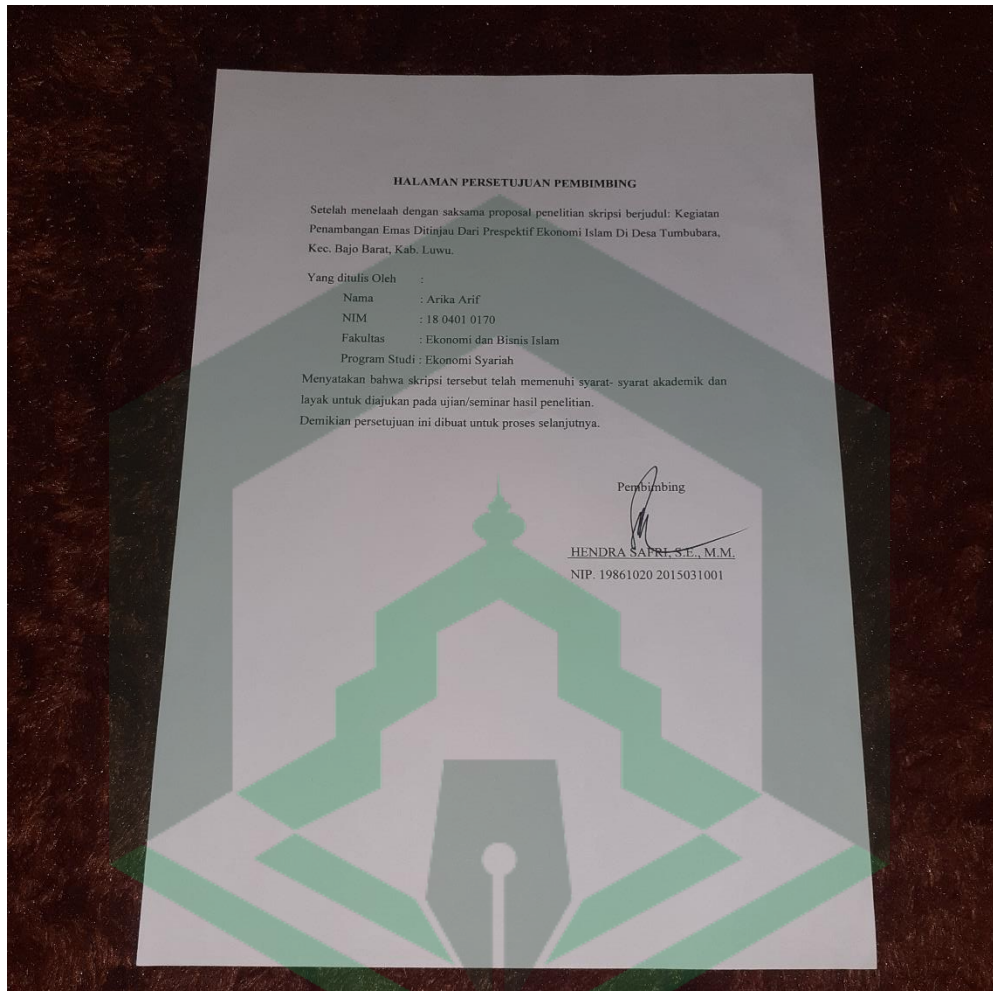 HALAMAN PERSETUJUAN PEMBIMBING
Setelah menelaah dengan saksama proposal penelitian skripsi berjudul: Kegiatan
Penambangan Emas Ditinjau Dari Prespektif Ekonomi Islam Di Desa Tumbubara,
Kec. Bajo Barat, Kab. Luwu.
Yang ditulis Oleh :
Nama : Arika Arif
NIM : 18 0401 0170
Fakultas : Ekonomi dan Bisnis Islam
Program Studi : Ekonomi Syariah
Menyatakan bahwa skripsi tersebut telah memenuhi syarat- syarat akademik dan
layak untuk diajukan pada ujian/seminar hasil penelitian.
Demikian persetujuan ini dibuat untuk proses selanjutnya.
Pembimbing
HENDRA SAFRI, S.E., M.M.
NIP. 19861020 2015031001